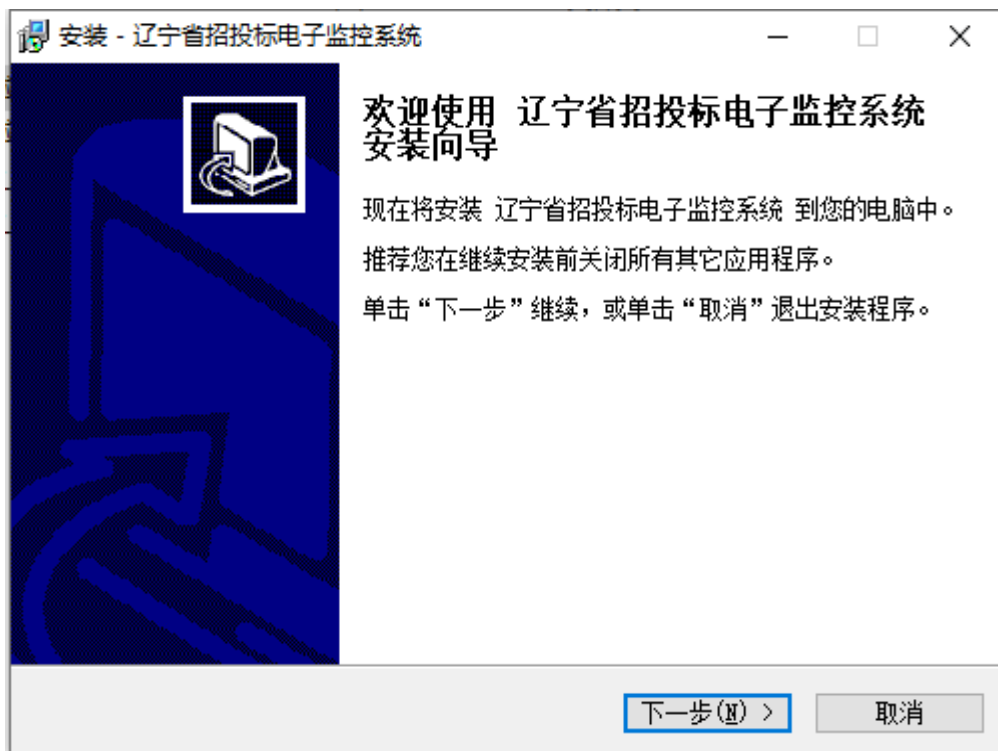 安装 - 辽宁省招投标电子监控系统
欢迎使用 辽宁省招投标电子监控系统
安装向导
现在将安装 辽宁省招投标电子监控系统 到您的电脑中。
推荐您在继续安装前关闭所有其它应用程序。
单击“下一步”继续，或单击“取消”退出安装程序。
下一步(N) >
取消